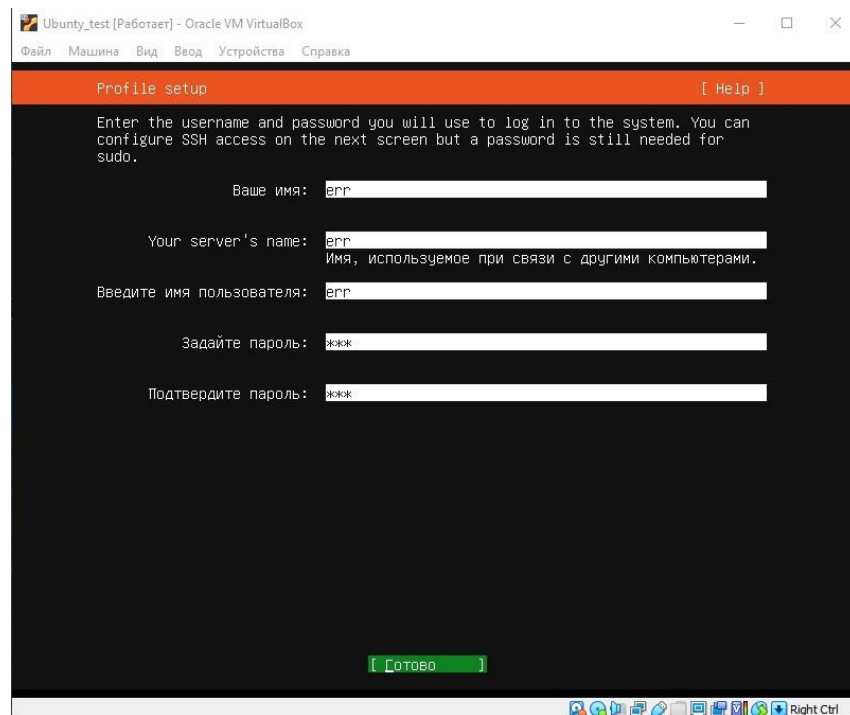 Ubunty_test [Работает] - Oracle VM VirtualBox
Файл Машина Вид Ввод Устройства Справка
Profile setup [ Help ]
Enter the username and password you will use to log in to the system. You can
configure SSH access on the next screen but a password is still needed for
sudo.
Ваше имя: err
Your server's name: err
Имя, используемое при связи с другими компьютерами.
Введите имя пользователя: err
Задайте пароль: ***
Подтвердите пароль: ***
[ Готово ]
Right Ctrl